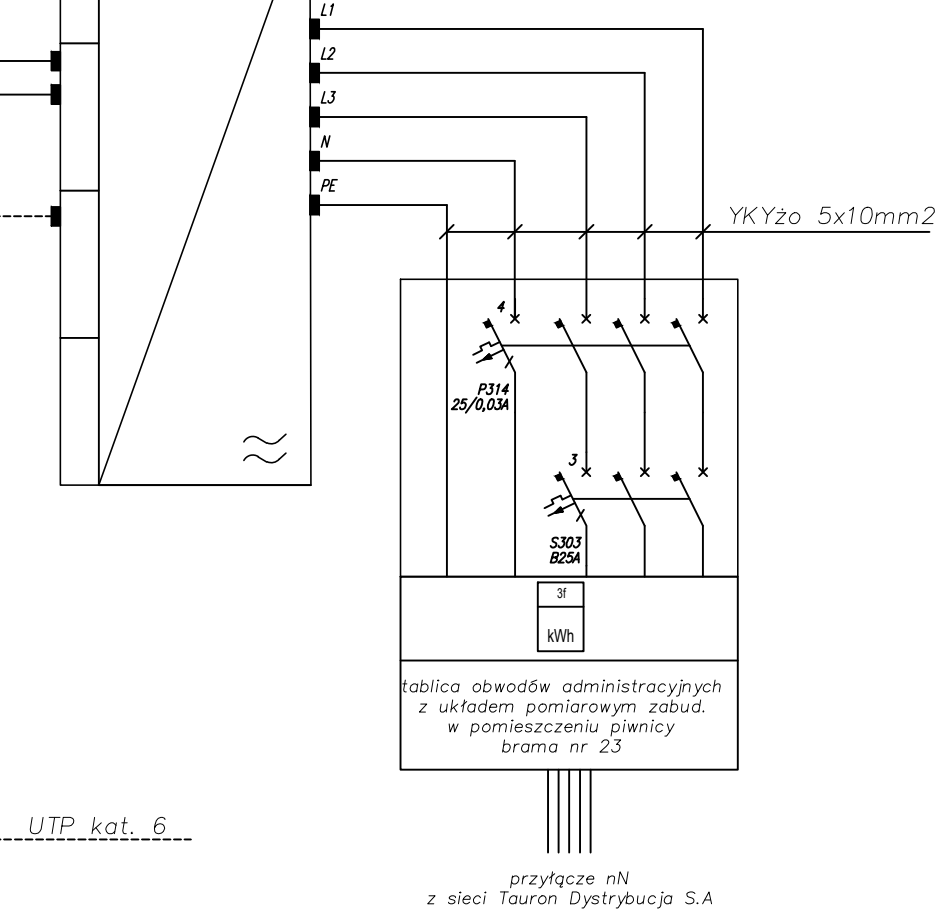 L1
L2
L3
N
PE
YKYżo 5x10mm2
4
P314
25/0,03A
3
S303
B25A
3f
kWh
tablica obwodów administracyjnych
z układem pomiarowym zabud.
w pomieszczeniu piwnicy
brama nr 23
UTP kat. 6
przyłącze nN
z sieci Tauron Dystrybucja S.A